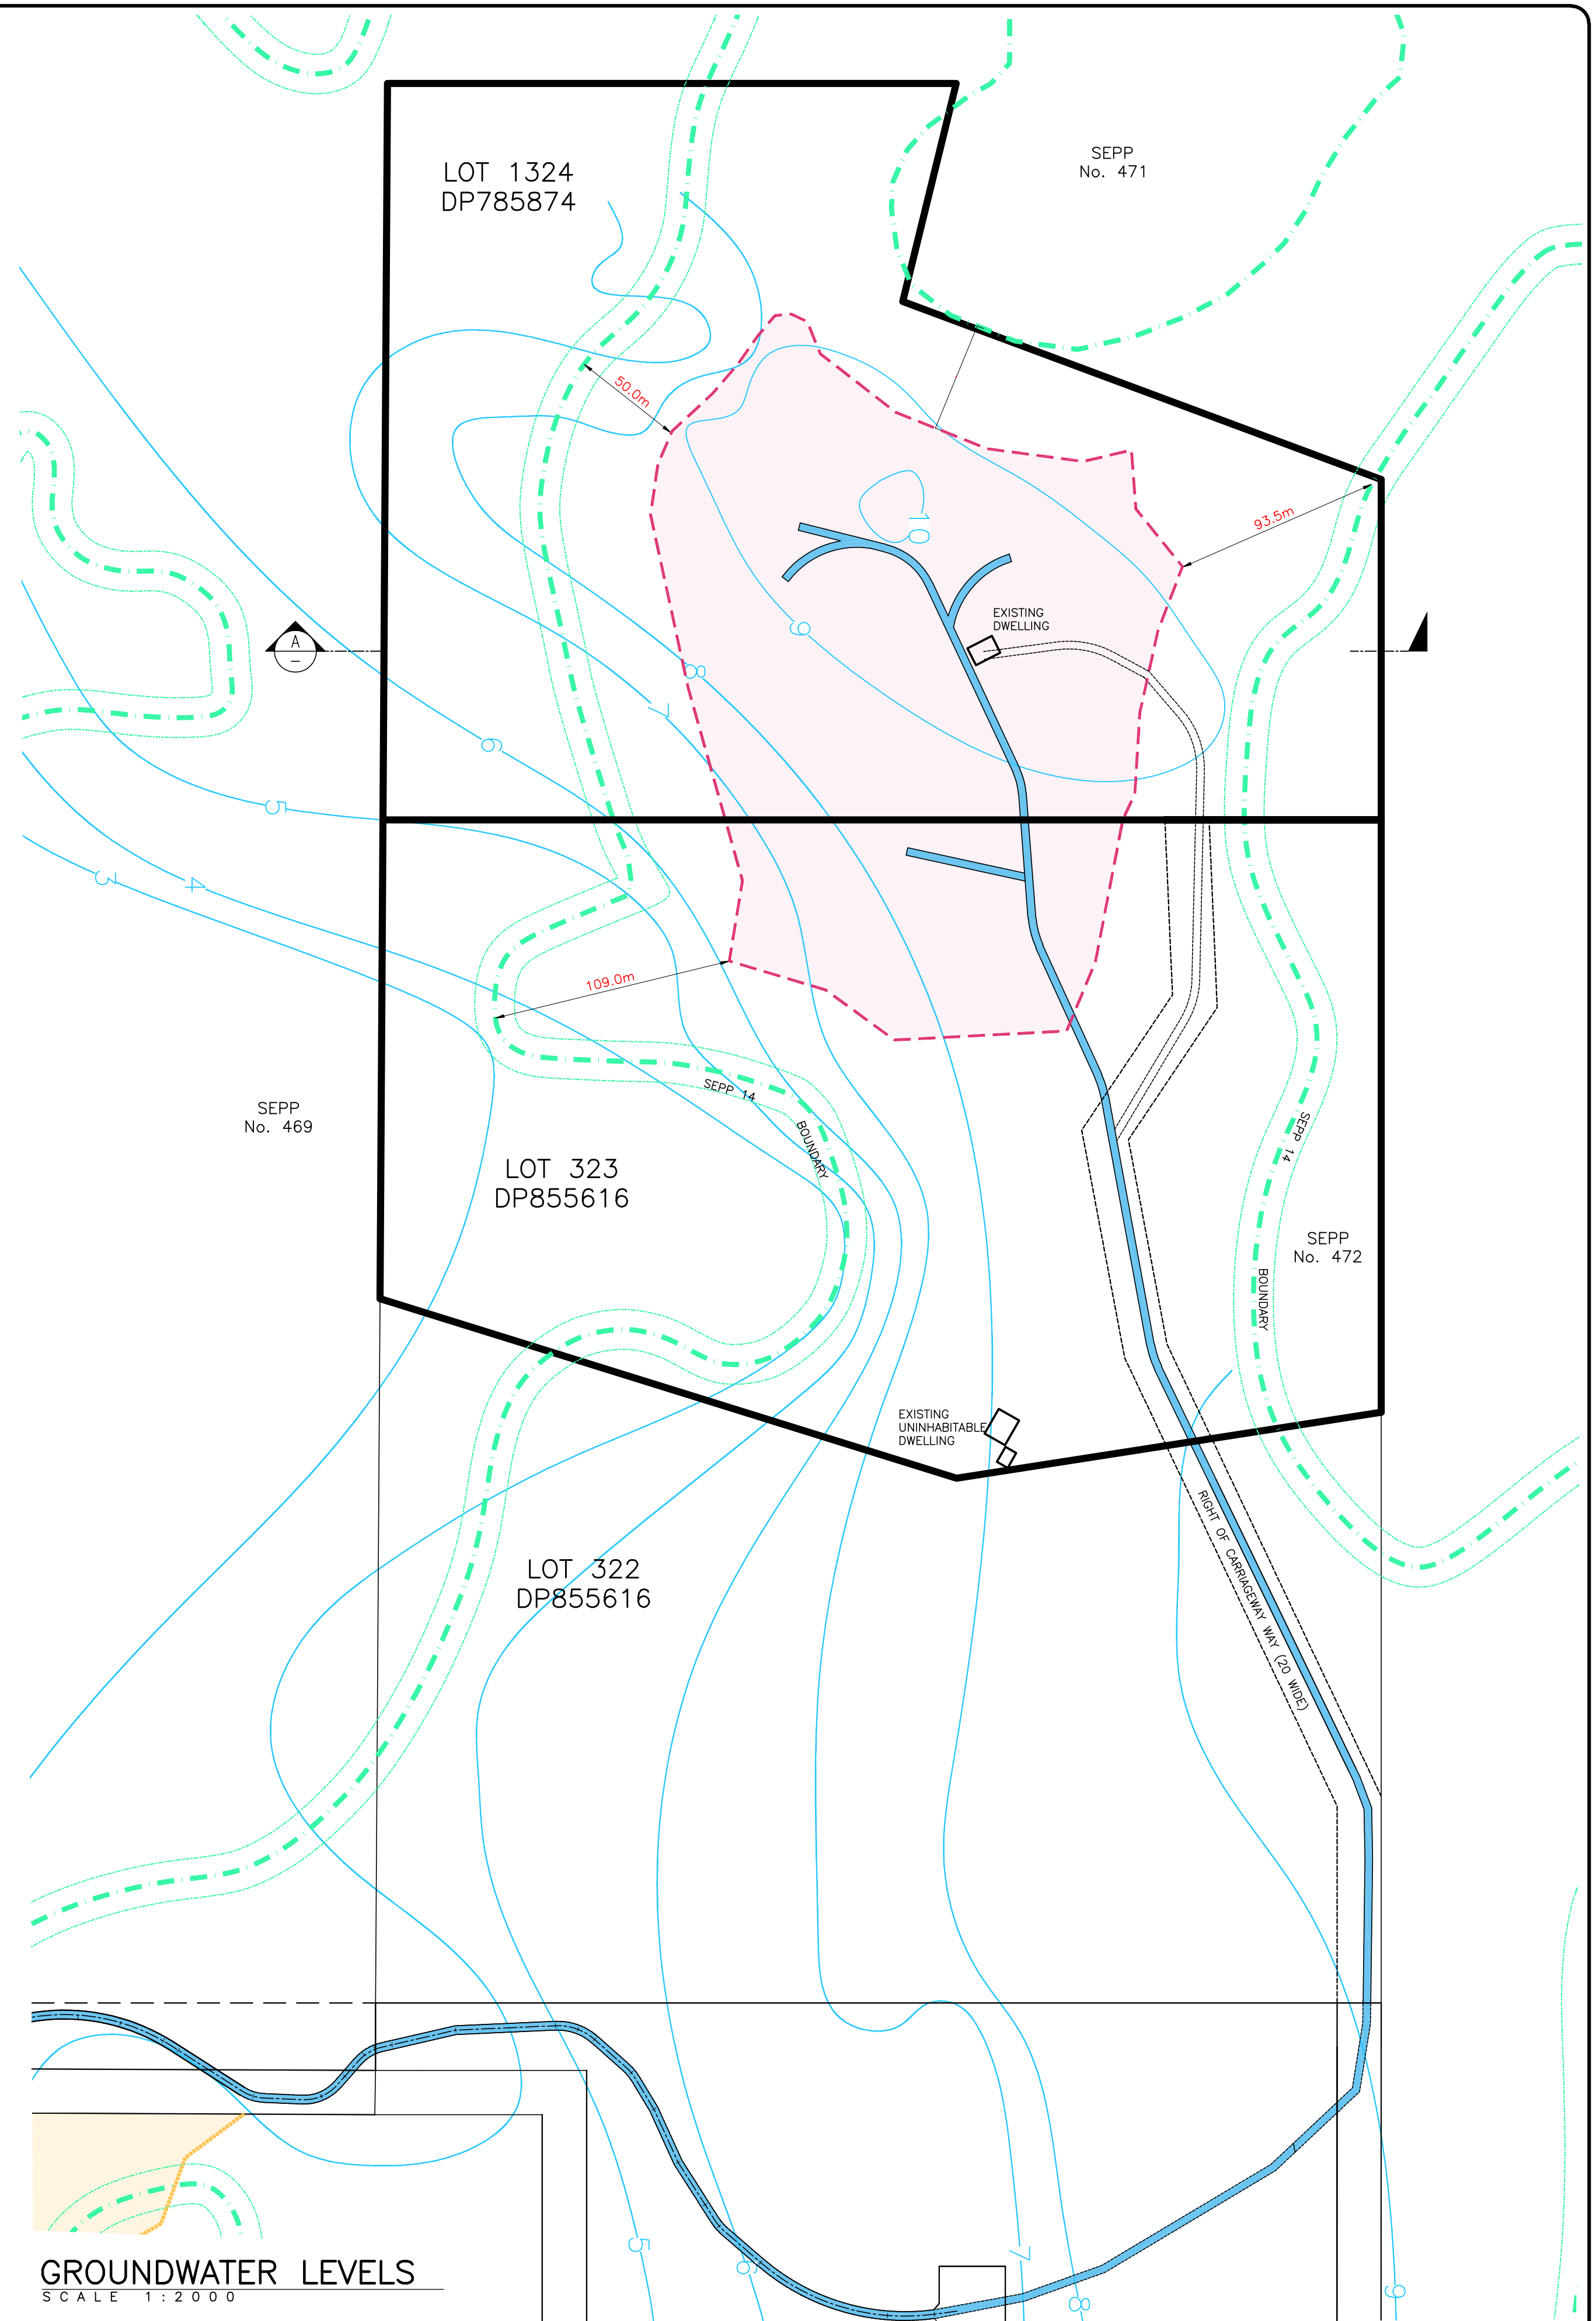 LOT 1324
DP785874
SEPP
No. 471
50.0m
93.5m
10
EXISTING
DWELLING
A
–
9
8
7
6
5
4
3
109.0m
SEPP 14
BOUNDARY
SEPP
No. 469
LOT 323
DP855616
SEPP 14
BOUNDARY
SEPP
No. 472
EXISTING
UNINHABITABLE
DWELLING
RIGHT OF CARRIAGEWAY WAY (20 WIDE)
LOT 322
DP855616
5
6
7
8
9
GROUNDWATER LEVELS
SCALE 1:2000